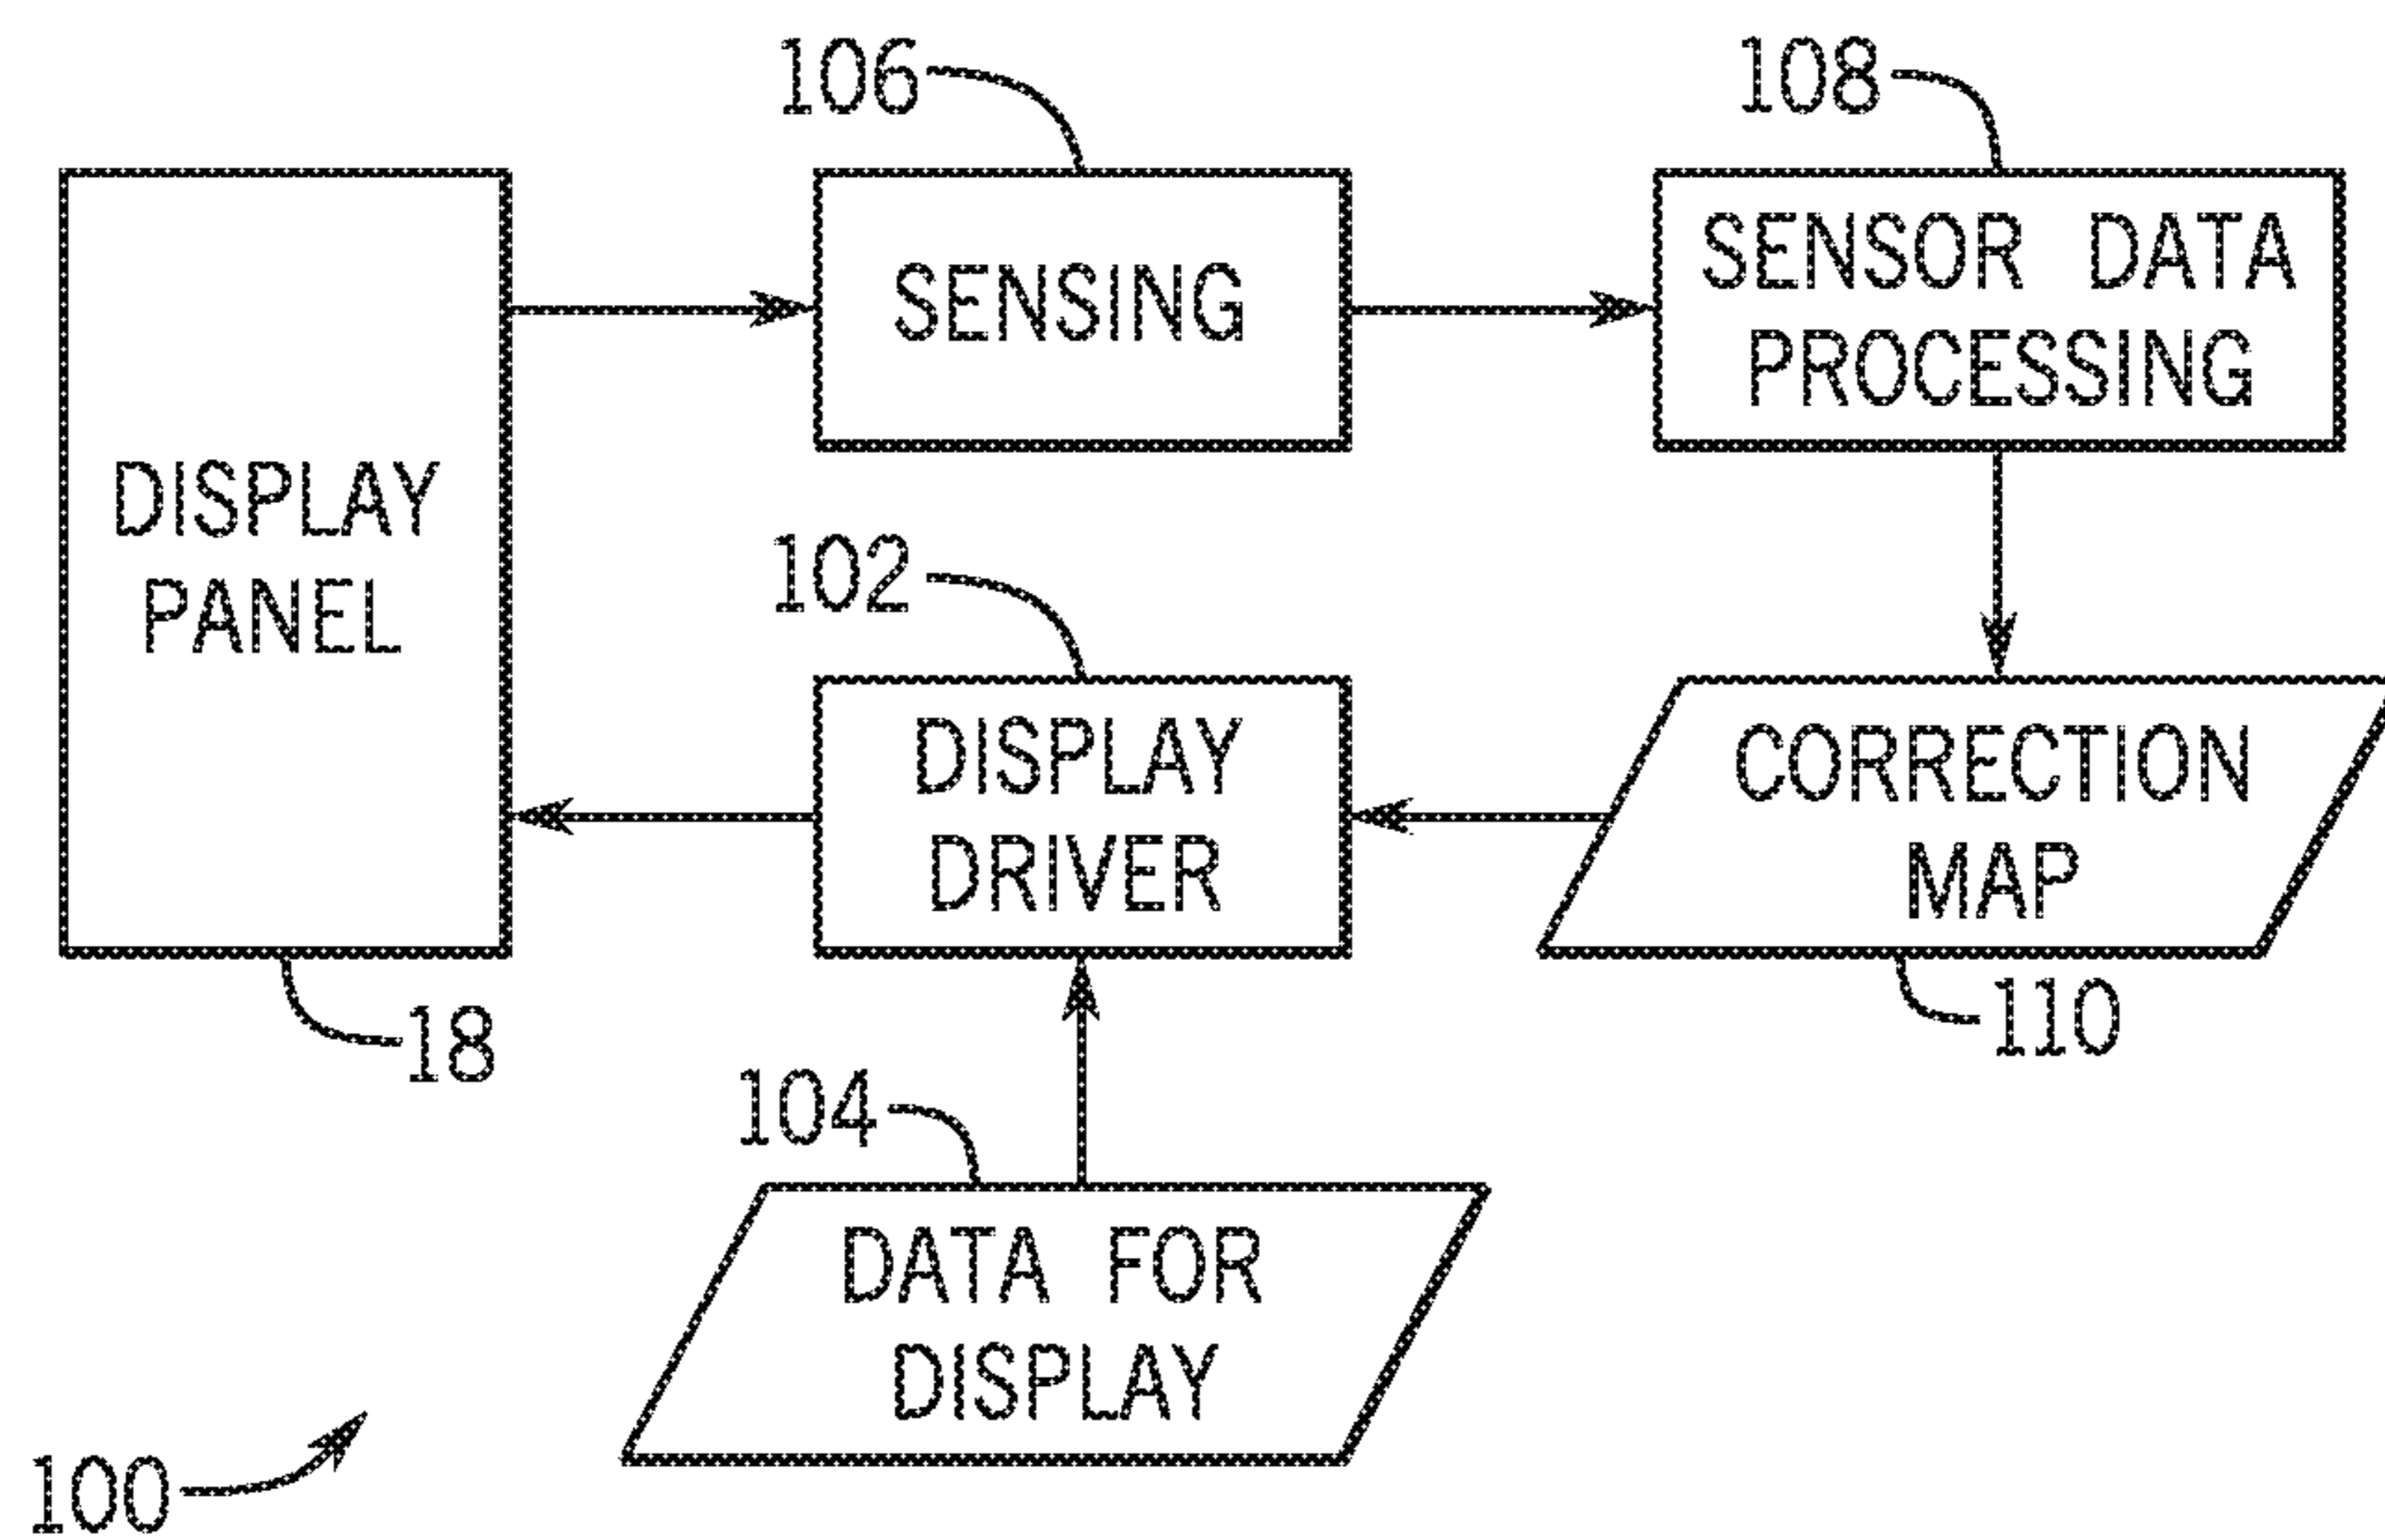 106
108
SENSING
SENSOR DATA
PROCESSING
DISPLAY
PANEL
102
DISPLAY
DRIVER
CORRECTION
MAP
18
110
104
DATA FOR
DISPLAY
100